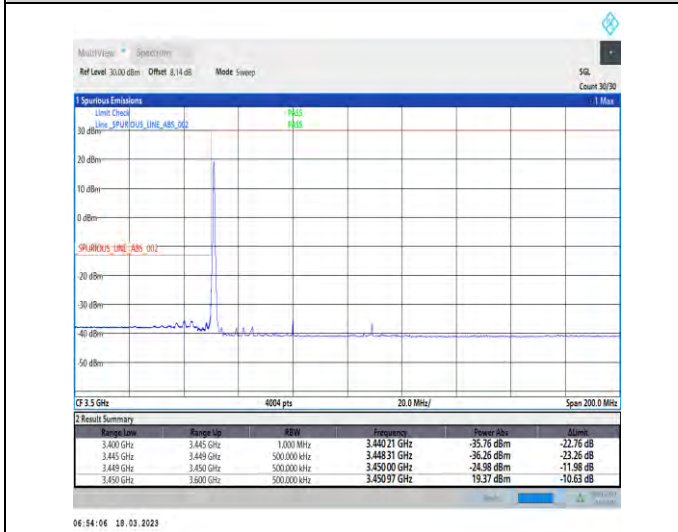 MultiView Spectrum
Ref Level 30.00 dBm Offset 8.14 dB Mode Sweep SGL
Count 30/30
1 Spurious Emissions 1 Max
Limit Check PASS
Line _SPURIOUS_LINE_ABS_002 PASS
30 dBm
20 dBm
10 dBm
0 dBm
SPURIOUS_LINE_ABS_002
-20 dBm
-30 dBm
-40 dBm
-50 dBm
CF 3.5 GHz 4004 pts 20.0 MHz/ Span 200.0 MHz
2 Result Summary
Range Low Range Up RBW Frequency Power Abs ΔLimit
3.400 GHz 3.445 GHz 1.000 MHz 3.440 21 GHz -35.76 dBm -22.76 dB
3.445 GHz 3.449 GHz 500.000 kHz 3.448 31 GHz -36.26 dBm -23.26 dB
3.449 GHz 3.450 GHz 500.000 kHz 3.450 00 GHz -24.98 dBm -11.98 dB
3.450 GHz 3.600 GHz 500.000 kHz 3.450 97 GHz 19.37 dBm -10.63 dB
Ready
06:54:06 18.03.2023